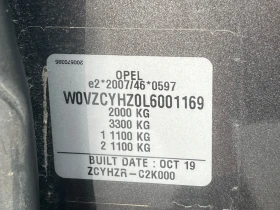 OPEL
e2*2007/46*0597
W0VZCYHZ0L6001169
2000 KG
3300 KG
1 1100 KG
2 1100 KG
BUILT DATE : OCT 19
ZCYHZR-C2K000